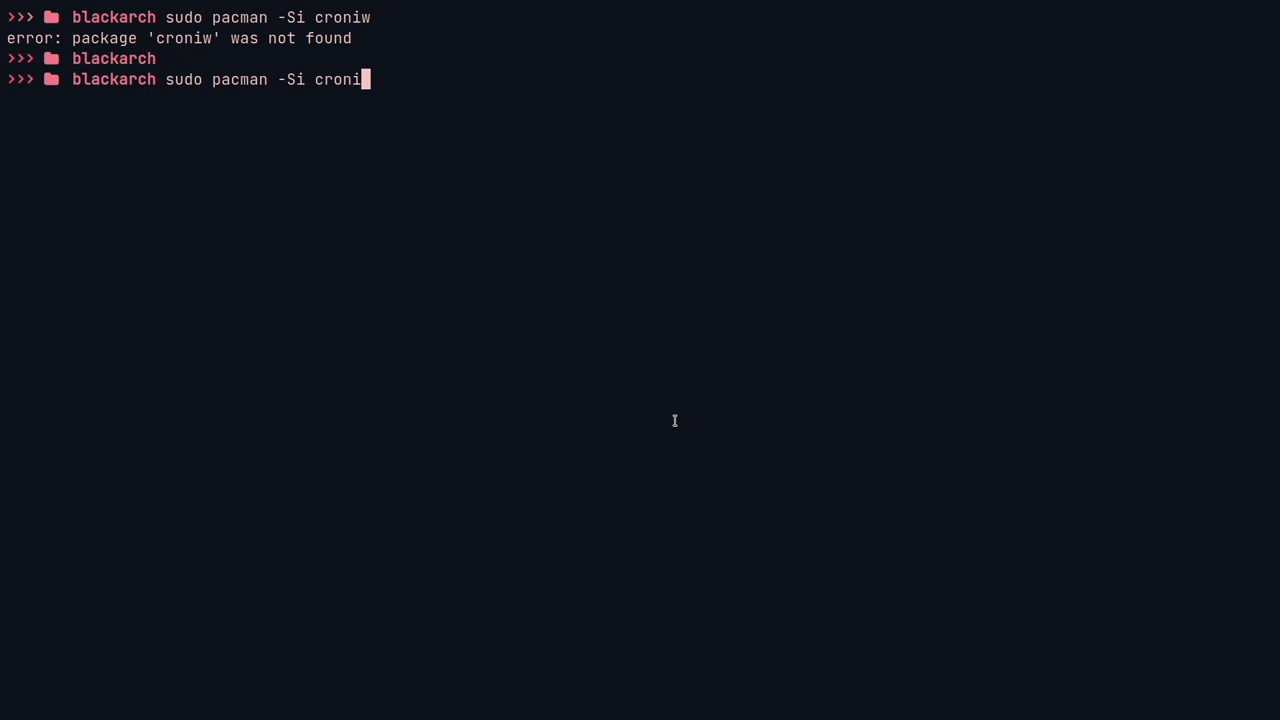 >>> blackarch sudo pacman -Si croniw
error: package 'croniw' was not found
>>> blackarch
>>> blackarch sudo pacman -Si croni